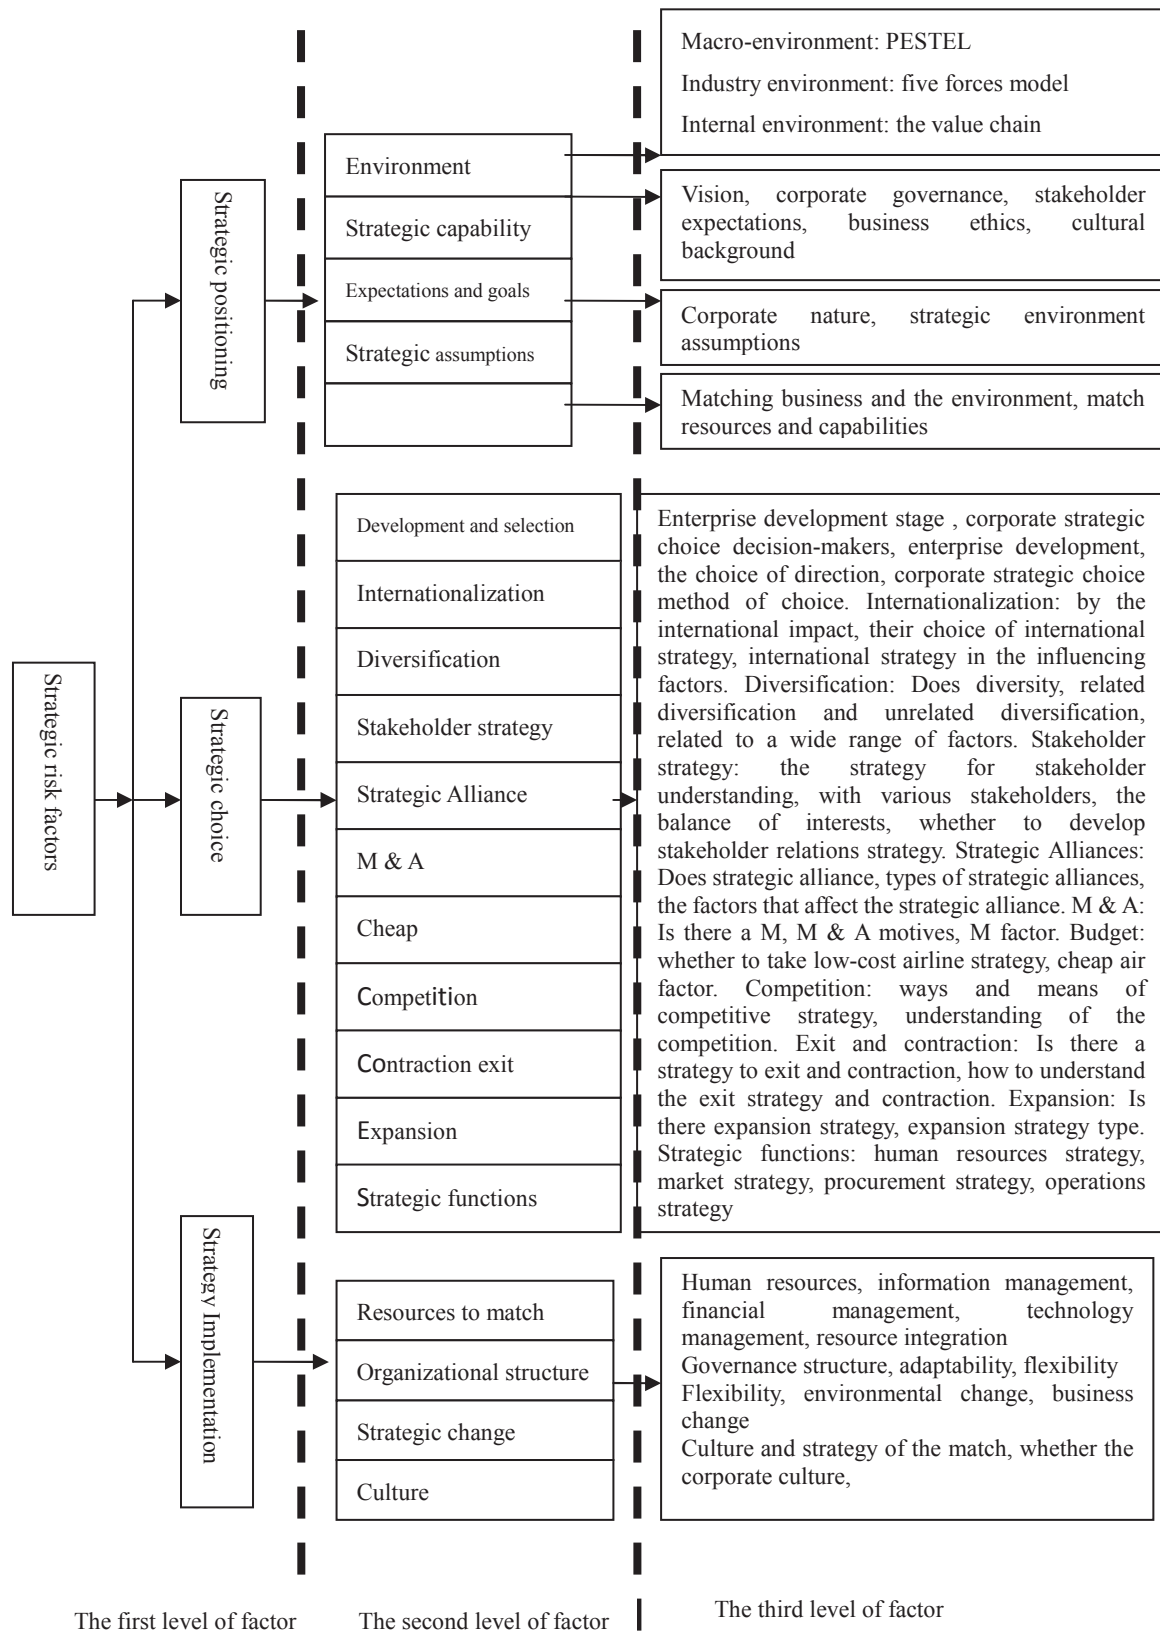 Strategic risk factors
Strategic positioning
Strategic choice
Strategy Implementation
Environment
Strategic capability
Expectations and goals
Strategic assumptions
Macro-environment: PESTEL
Industry environment: five forces model
Internal environment: the value chain
Vision, corporate governance, stakeholder
expectations, business ethics, cultural
background
Corporate nature, strategic environment
assumptions
Matching business and the environment, match
resources and capabilities
Development and selection
Internationalization
Diversification
Stakeholder strategy
Strategic Alliance
M & A
Cheap
Competition
Contraction exit
Expansion
Strategic functions
Enterprise development stage , corporate strategic
choice decision-makers, enterprise development,
the choice of direction, corporate strategic choice
method of choice. Internationalization: by the
international impact, their choice of international
strategy, international strategy in the influencing
factors. Diversification: Does diversity, related
diversification and unrelated diversification,
related to a wide range of factors. Stakeholder
strategy: the strategy for stakeholder
understanding, with various stakeholders, the
balance of interests, whether to develop
stakeholder relations strategy. Strategic Alliances:
Does strategic alliance, types of strategic alliances,
the factors that affect the strategic alliance. M & A:
Is there a M, M & A motives, M factor. Budget:
whether to take low-cost airline strategy, cheap air
factor. Competition: ways and means of
competitive strategy, understanding of the
competition. Exit and contraction: Is there a
strategy to exit and contraction, how to understand
the exit strategy and contraction. Expansion: Is
there expansion strategy, expansion strategy type.
Strategic functions: human resources strategy,
market strategy, procurement strategy, operations
strategy
Resources to match
Organizational structure
Strategic change
Culture
Human resources, information management,
financial management, technology
management, resource integration
Governance structure, adaptability, flexibility
Flexibility, environmental change, business
change
Culture and strategy of the match, whether the
corporate culture,
The first level of factor
The second level of factor
The third level of factor